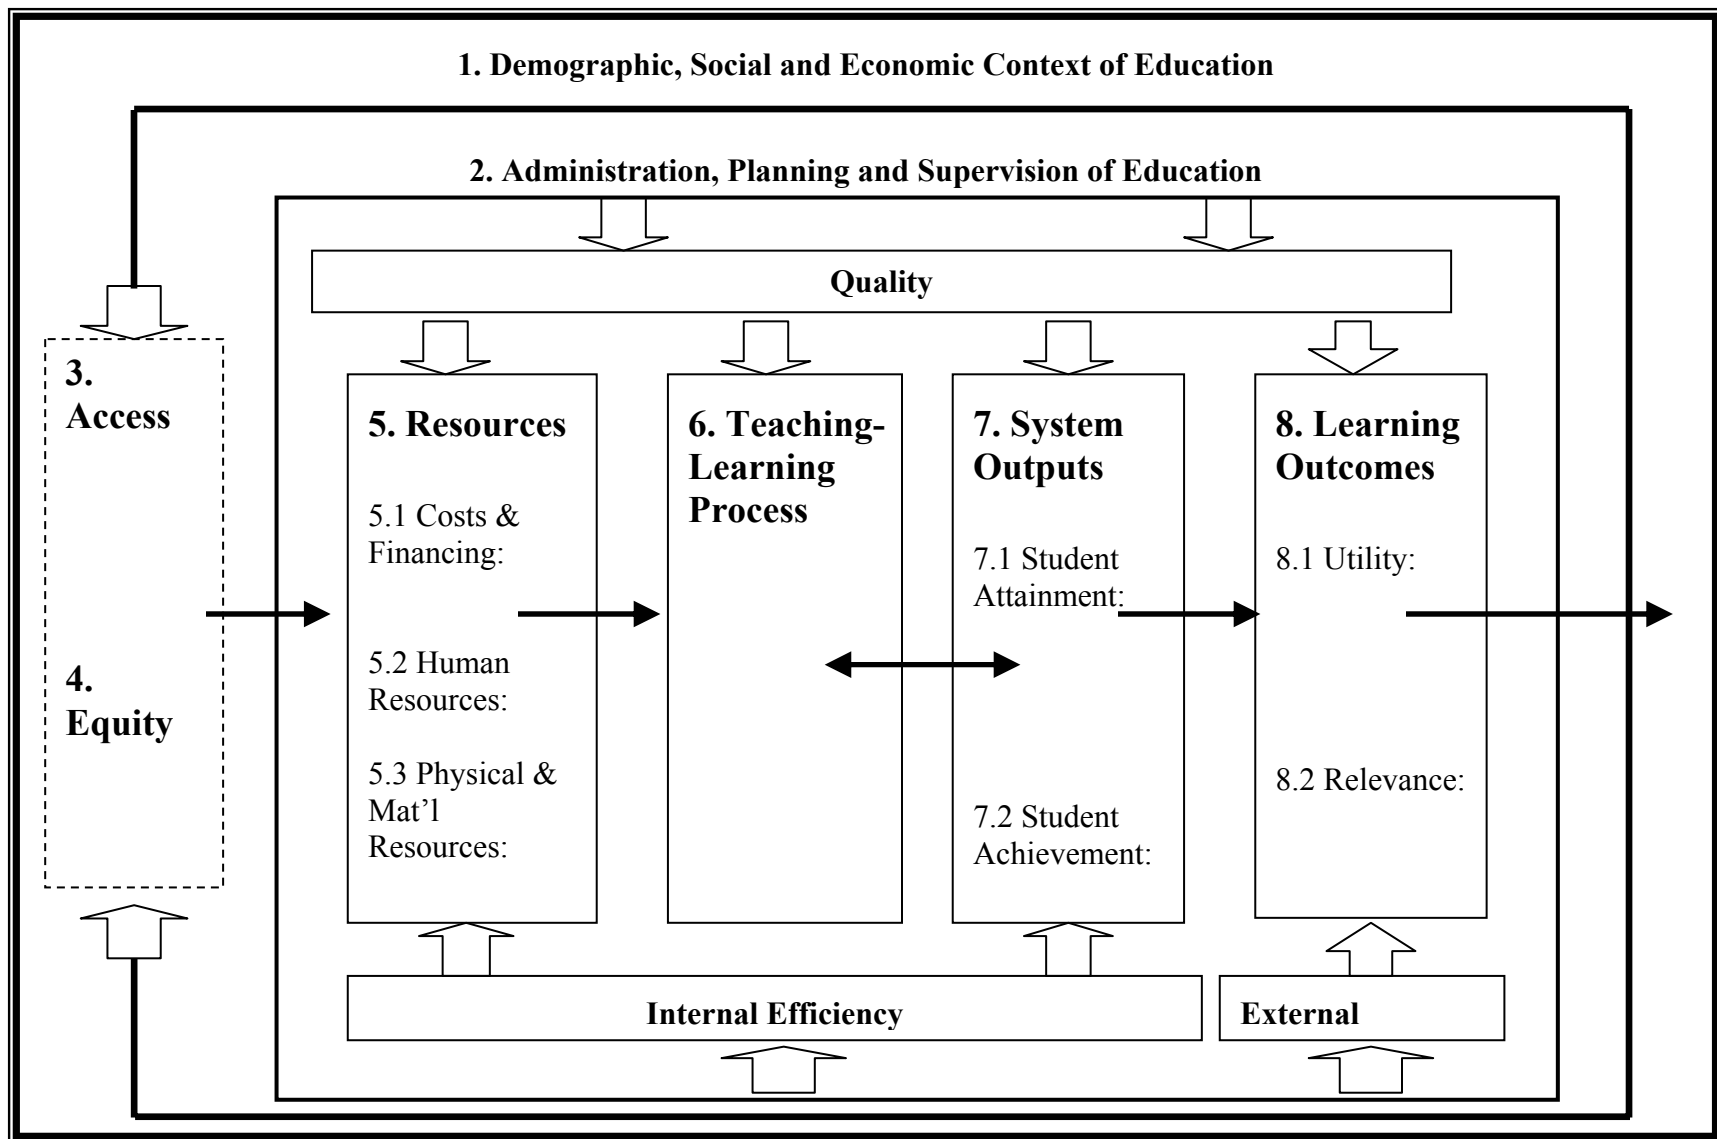 1. Demographic, Social and Economic Context of Education
2. Administration, Planning and Supervision of Education
Quality
3.
Access
4.
Equity
5. Resources
5.1 Costs &
Financing:
5.2 Human
Resources:
5.3 Physical &
Mat’l
Resources:
6. Teaching-
Learning
Process
7. System
Outputs
7.1 Student
Attainment:
7.2 Student
Achievement:
8. Learning
Outcomes
8.1 Utility:
8.2 Relevance:
Internal Efficiency
External